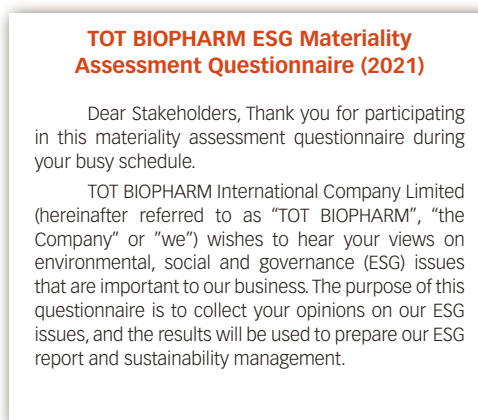 TOT BIOPHARM ESG Materiality
Assessment Questionnaire (2021)
Dear Stakeholders, Thank you for participating
in this materiality assessment questionnaire during
your busy schedule.
TOT BIOPHARM International Company Limited
(hereinafter referred to as “TOT BIOPHARM”, “the
Company” or ”we”) wishes to hear your views on
environmental, social and governance (ESG) issues
that are important to our business. The purpose of this
questionnaire is to collect your opinions on our ESG
issues, and the results will be used to prepare our ESG
report and sustainability management.